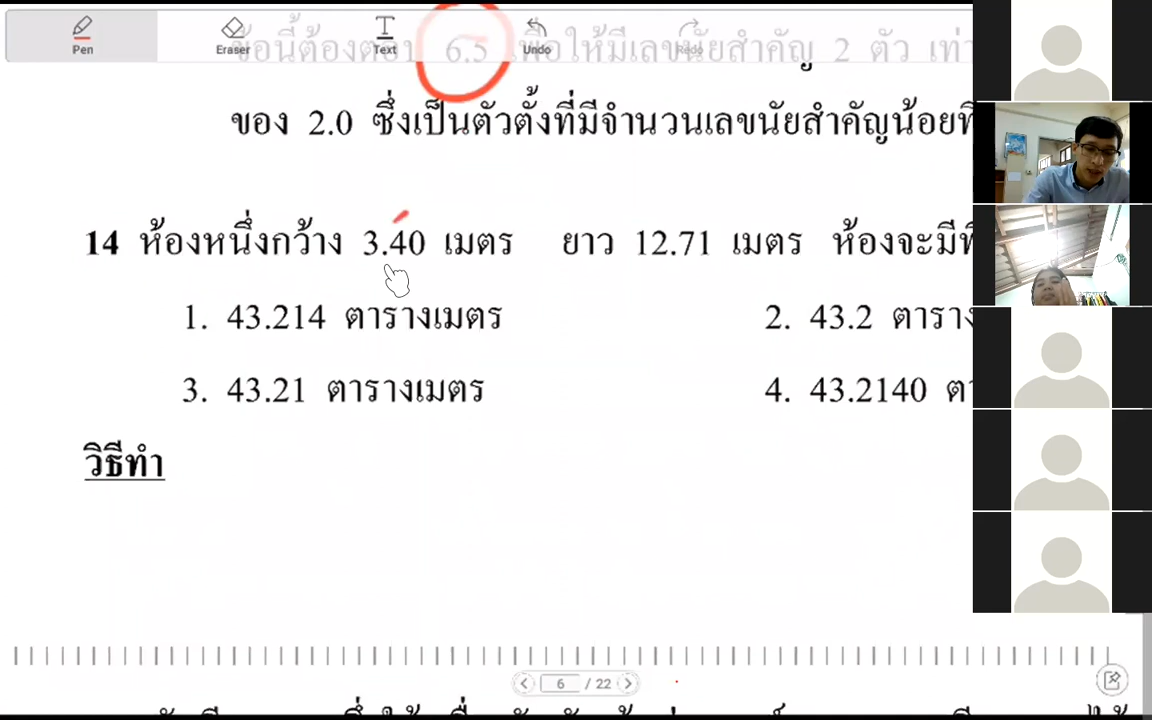 Pen Eraser Text Undo Redo
ข้อนี้ต้องตอบ 6.5 เพื่อให้มีเลขนัยสำคัญ 2 ตัว
ของ 2.0 ซึ่งเป็นตัวตั้งที่มีจำนวนเลขนัยสำคัญน้อย
14 ห้องหนึ่งกว้าง 3.40 เมตร ยาว 12.71 เมตร ห้องจะมี
1. 43.214 ตารางเมตร 2. 43.2 ตาราง
3. 43.21 ตารางเมตร 4. 43.2140
วิธีทำ
6 / 22